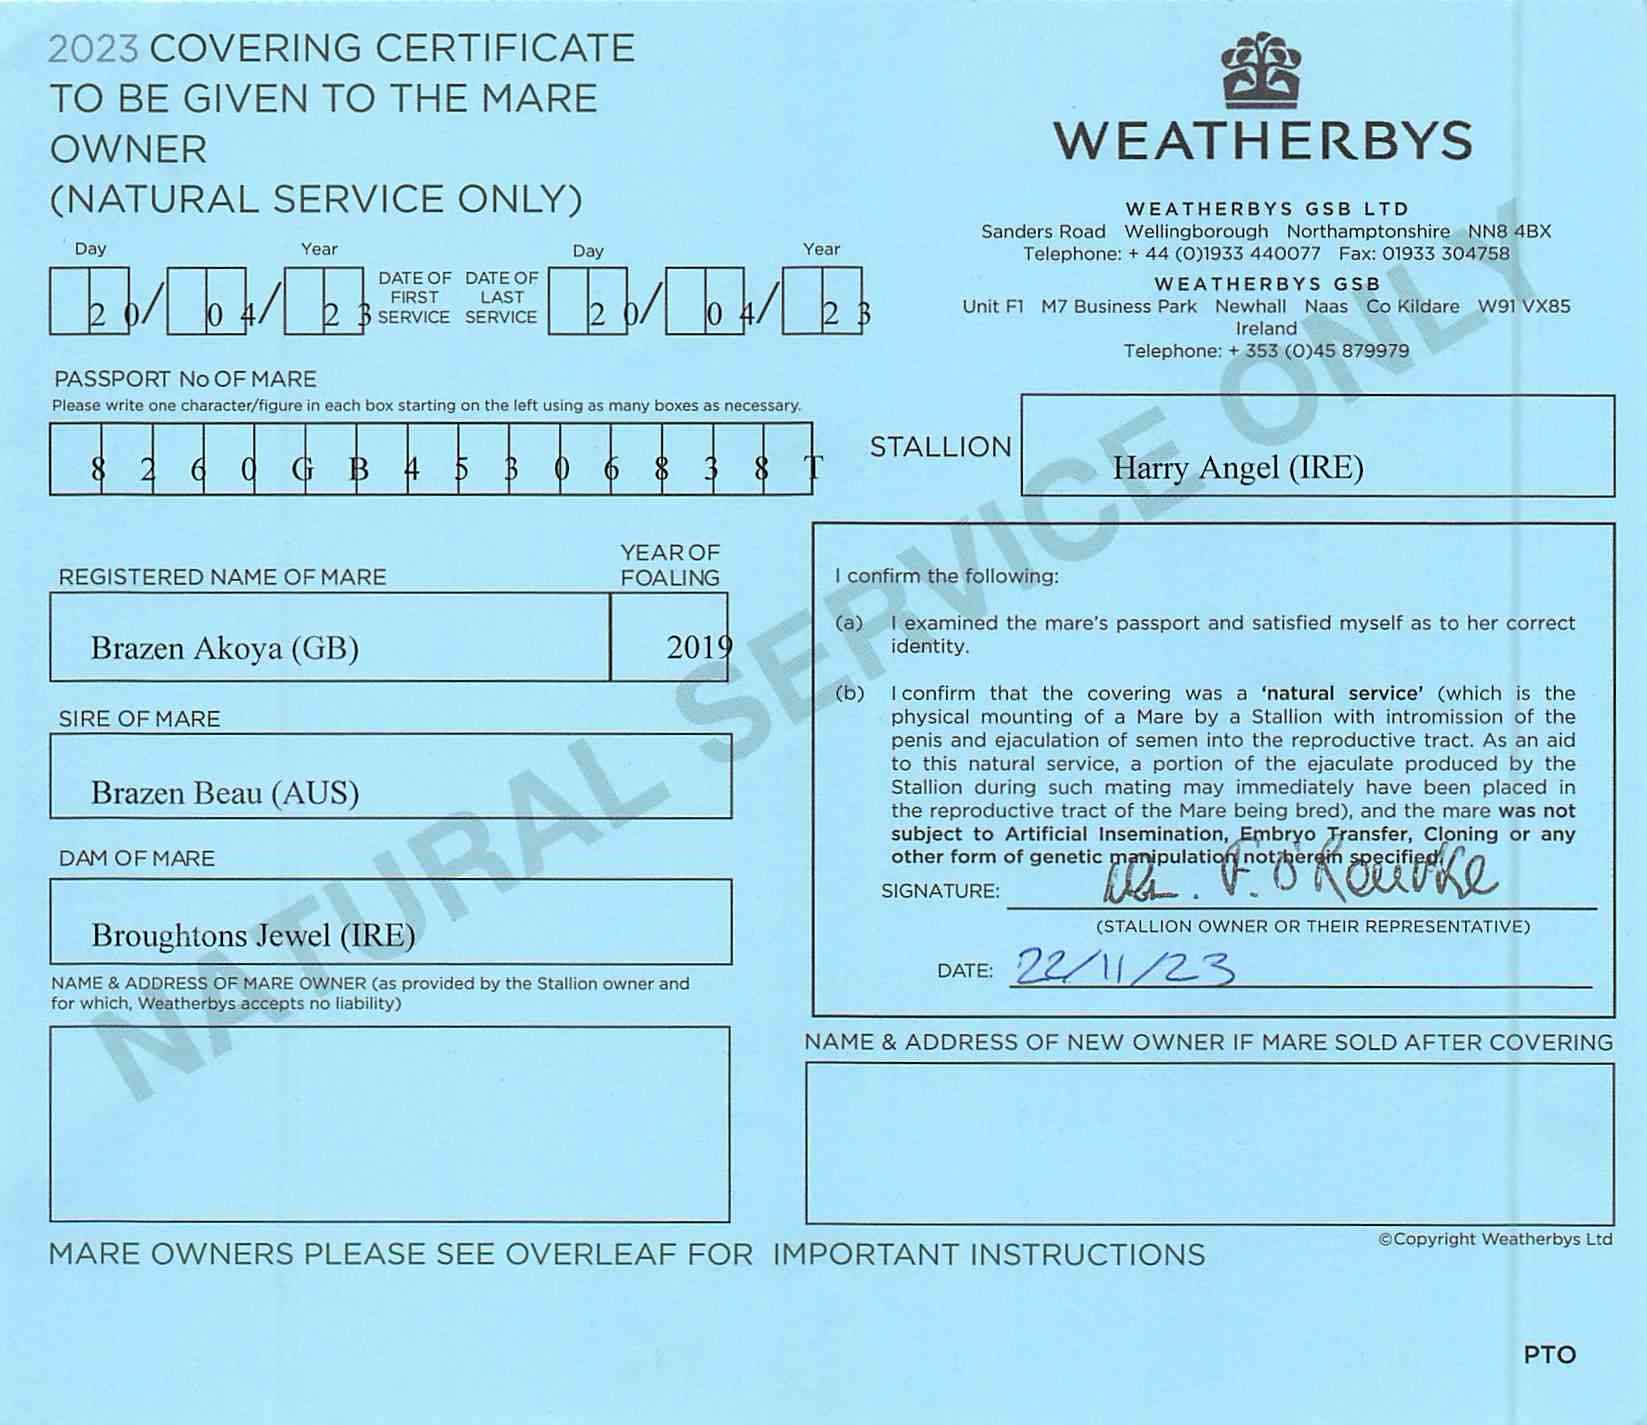 2023 COVERING CERTIFICATE
TO BE GIVEN TO THE MARE
OWNER
(NATURAL SERVICE ONLY)
WEATHERBYS
WEATHERBYS GSB LTD
Sanders Road Wellingborough Northamptonshire NN8 4BX
Telephone: + 44 (0)1933 440077 Fax: 01933 304758
WEATHERBYS GSB
Unit F1 M7 Business Park Newhall Naas Co Kildare W91 VX85
Ireland
Telephone: + 353 (0)45 879979
Day Year Day Year
20/04/23 DATE OF FIRST SERVICE DATE OF LAST SERVICE 20/04/23
PASSPORT No OF MARE
Please write one character/figure in each box starting on the left using as many boxes as necessary.
8 2 6 0 G B 4 5 3 0 6 8 3 8 T
STALLION
Harry Angel (IRE)
REGISTERED NAME OF MARE
YEAR OF
FOALING
Brazen Akoya (GB)
2019
SIRE OF MARE
Brazen Beau (AUS)
DAM OF MARE
Broughtons Jewel (IRE)
NAME & ADDRESS OF MARE OWNER (as provided by the Stallion owner and
for which, Weatherbys accepts no liability)
I confirm the following:
(a) I examined the mare's passport and satisfied myself as to her correct
identity.
(b) I confirm that the covering was a 'natural service' (which is the
physical mounting of a Mare by a Stallion with intromission of the
penis and ejaculation of semen into the reproductive tract. As an aid
to this natural service, a portion of the ejaculate produced by the
Stallion during such mating may immediately have been placed in
the reproductive tract of the Mare being bred), and the mare was not
subject to Artificial Insemination, Embryo Transfer, Cloning or any
other form of genetic manipulation not herein specified.
SIGNATURE: F. O'Rourke
(STALLION OWNER OR THEIR REPRESENTATIVE)
DATE: 22/11/23
NAME & ADDRESS OF NEW OWNER IF MARE SOLD AFTER COVERING
©Copyright Weatherbys Ltd
MARE OWNERS PLEASE SEE OVERLEAF FOR IMPORTANT INSTRUCTIONS
PTO
NATURAL SERVICE ONLY